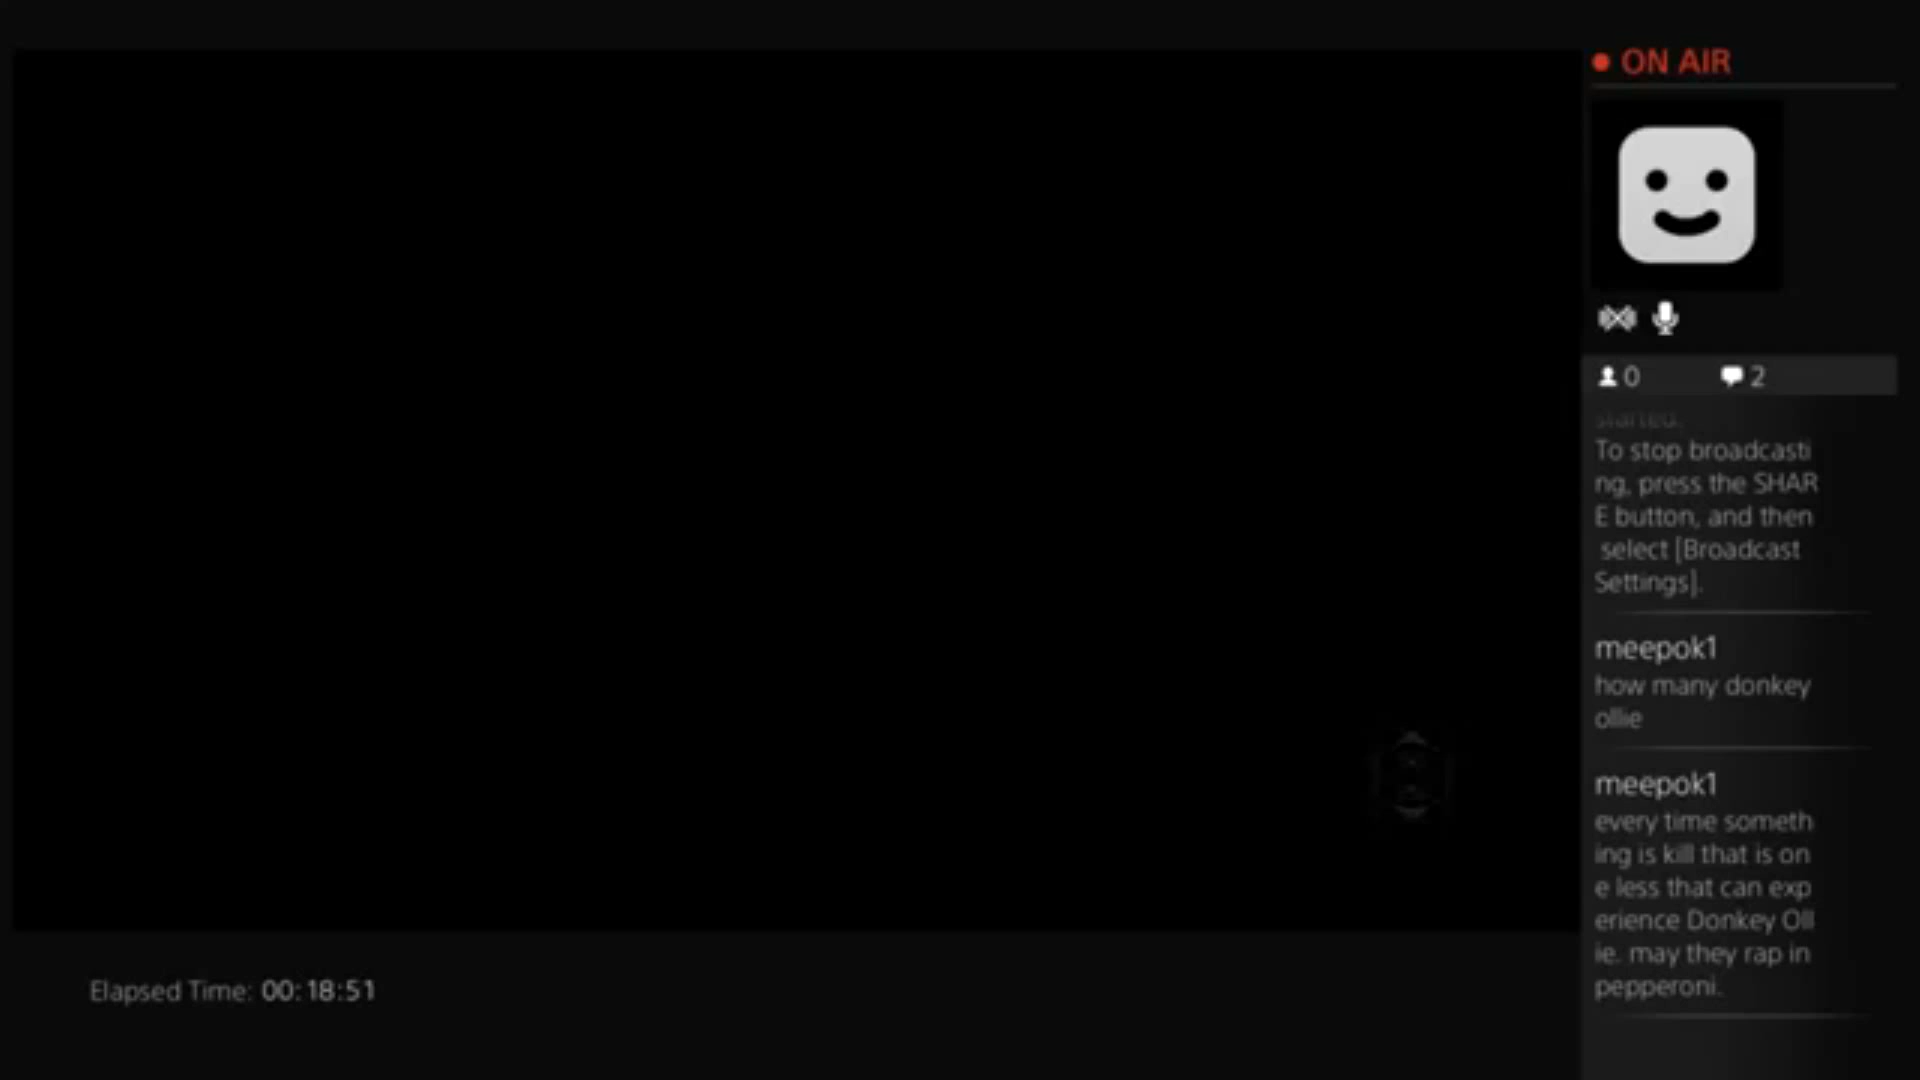 ON AIR
0 2
started.
To stop broadcasti
ng, press the SHAR
E button, and then
select [Broadcast
Settings].
meepok1
how many donkey
ollie
meepok1
every time someth
ing is kill that is on
e less that can exp
erience Donkey Oll
ie. may they rap in
pepperoni.
Elapsed Time: 00:18:51